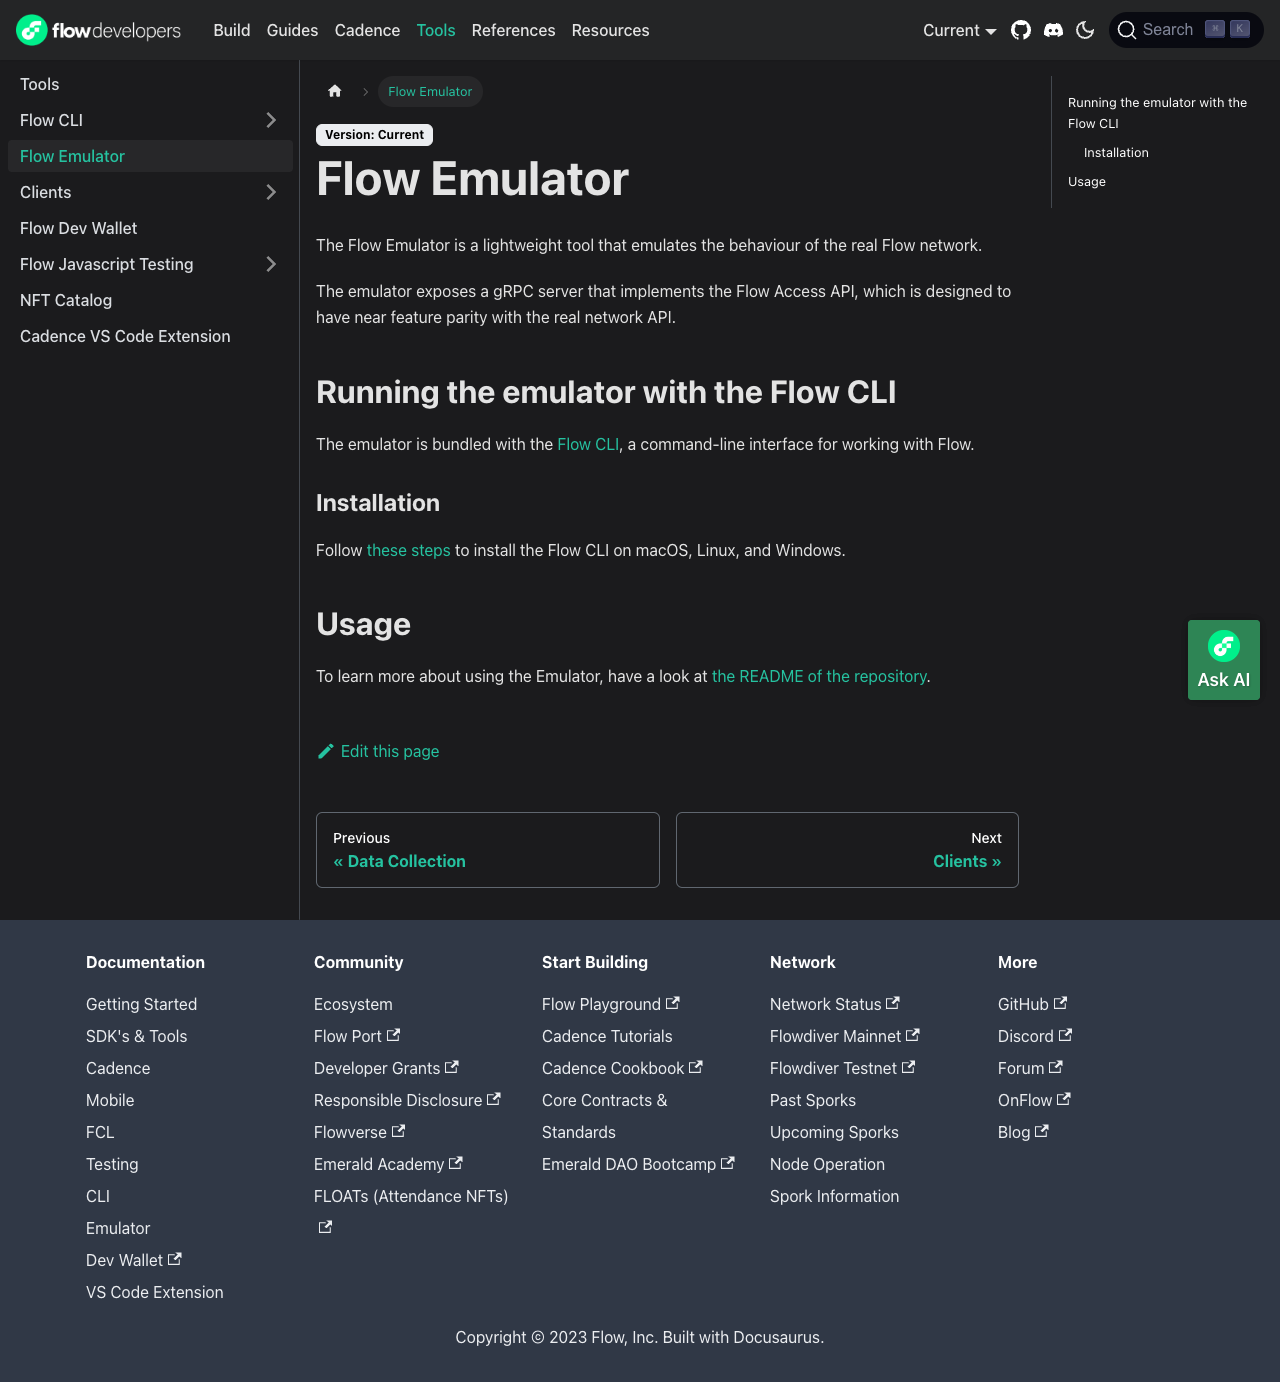 flowdevelopers
Build Guides Cadence Tools References Resources
Current
Search ⌘ K
Tools
Flow CLI
Flow Emulator
Clients
Flow Dev Wallet
Flow Javascript Testing
NFT Catalog
Cadence VS Code Extension
Flow Emulator
Version: Current
Flow Emulator
The Flow Emulator is a lightweight tool that emulates the behaviour of the real Flow network.
The emulator exposes a gRPC server that implements the Flow Access API, which is designed to
have near feature parity with the real network API.
Running the emulator with the Flow CLI
The emulator is bundled with the Flow CLI, a command-line interface for working with Flow.
Installation
Follow these steps to install the Flow CLI on macOS, Linux, and Windows.
Usage
To learn more about using the Emulator, have a look at the README of the repository.
Edit this page
Previous
« Data Collection
Next
Clients »
Running the emulator with the
Flow CLI
Installation
Usage
Ask AI
Documentation
Getting Started
SDK's & Tools
Cadence
Mobile
FCL
Testing
CLI
Emulator
Dev Wallet
VS Code Extension
Community
Ecosystem
Flow Port
Developer Grants
Responsible Disclosure
Flowverse
Emerald Academy
FLOATs (Attendance NFTs)
Start Building
Flow Playground
Cadence Tutorials
Cadence Cookbook
Core Contracts &
Standards
Emerald DAO Bootcamp
Network
Network Status
Flowdiver Mainnet
Flowdiver Testnet
Past Sporks
Upcoming Sporks
Node Operation
Spork Information
More
GitHub
Discord
Forum
OnFlow
Blog
Copyright © 2023 Flow, Inc. Built with Docusaurus.